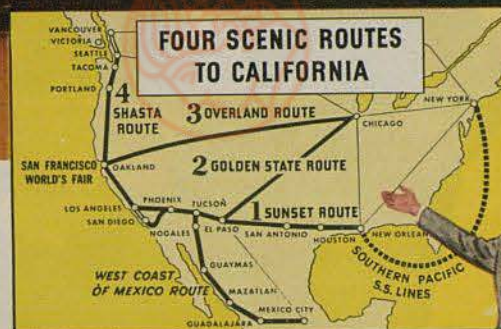 FOUR SCENIC ROUTES
TO CALIFORNIA
VANCOUVER
VICTORIA
SEATTLE
TACOMA
PORTLAND
4
SHASTA
ROUTE
3 OVERLAND ROUTE
NEW YORK
CHICAGO
SAN FRANCISCO
WORLD'S FAIR
OAKLAND
2 GOLDEN STATE ROUTE
LOS ANGELES
SAN DIEGO
PHOENIX
TUCSON
NOGALES
EL PASO
1 SUNSET ROUTE
SAN ANTONIO
HOUSTON
NEW ORLEAN
SOUTHERN PACIFIC
S.S. LINES
WEST COAST
OF MEXICO ROUTE
GUAYMAS
MAZATLAN
GUADALAJARA
MEXICO CITY